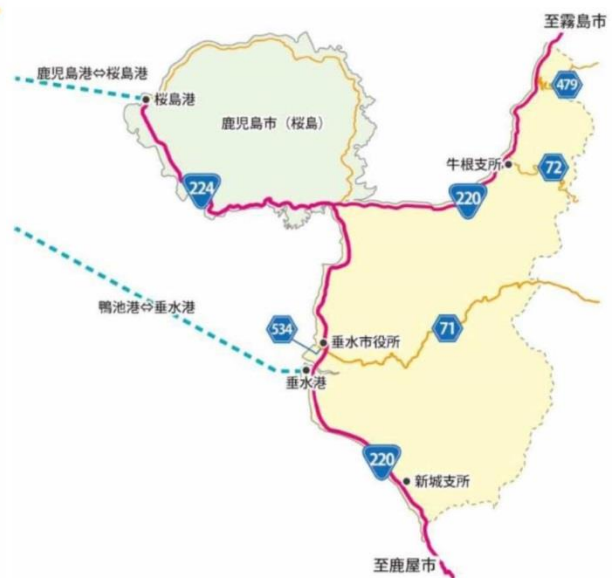 至霧島市
鹿児島港⇔桜島港
479
桜島港
鹿児島市（桜島）
牛根支所
72
224
220
鴨池港⇔垂水港
534
垂水市役所
71
垂水港
220
新城支所
至鹿屋市